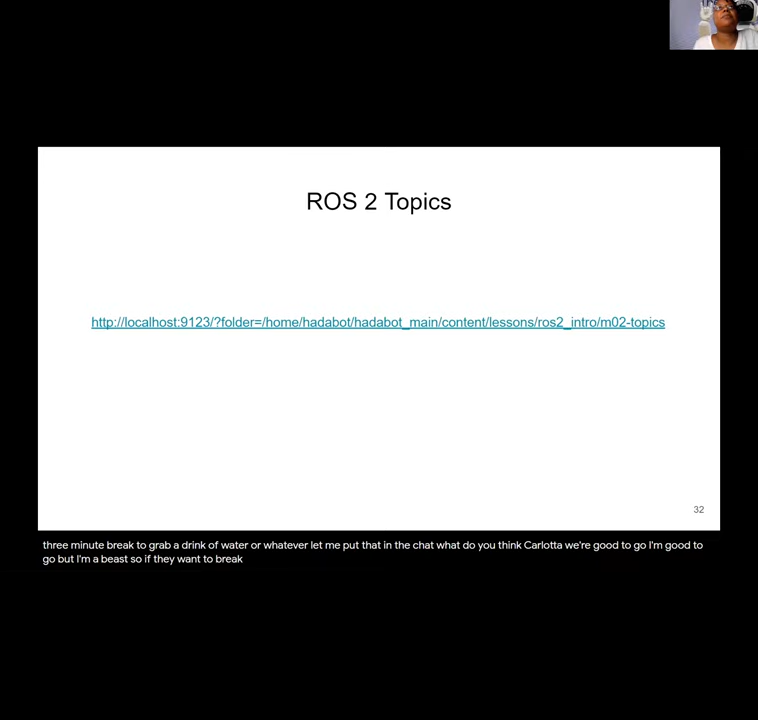 ROS 2 Topics
http://localhost:9123/?folder=/home/hadabot/hadabot_main/content/lessons/ros2_intro/m02-topics
32
three minute break to grab a drink of water or whatever let me put that in the chat what do you think Carlotta we're good to go I'm good to
go but I'm a beast so if they want to break